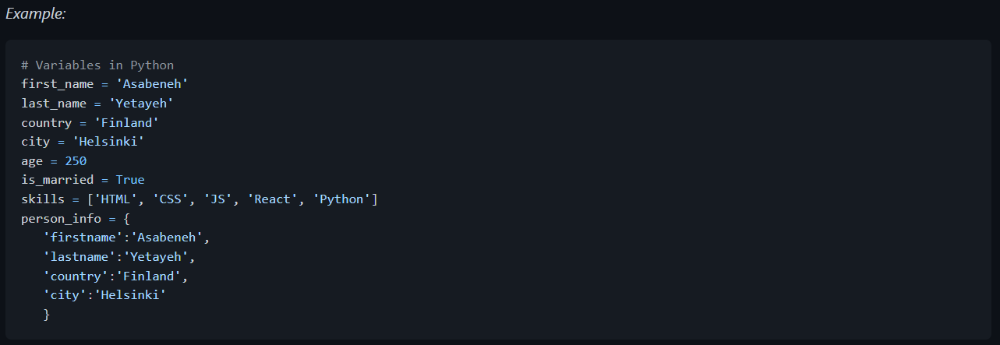 Example:
# Variables in Python
first_name = 'Asabeneh'
last_name = 'Yetayeh'
country = 'Finland'
city = 'Helsinki'
age = 250
is_married = True
skills = ['HTML', 'CSS', 'JS', 'React', 'Python']
person_info = {
   'firstname':'Asabeneh',
   'lastname':'Yetayeh',
   'country':'Finland',
   'city':'Helsinki'
   }